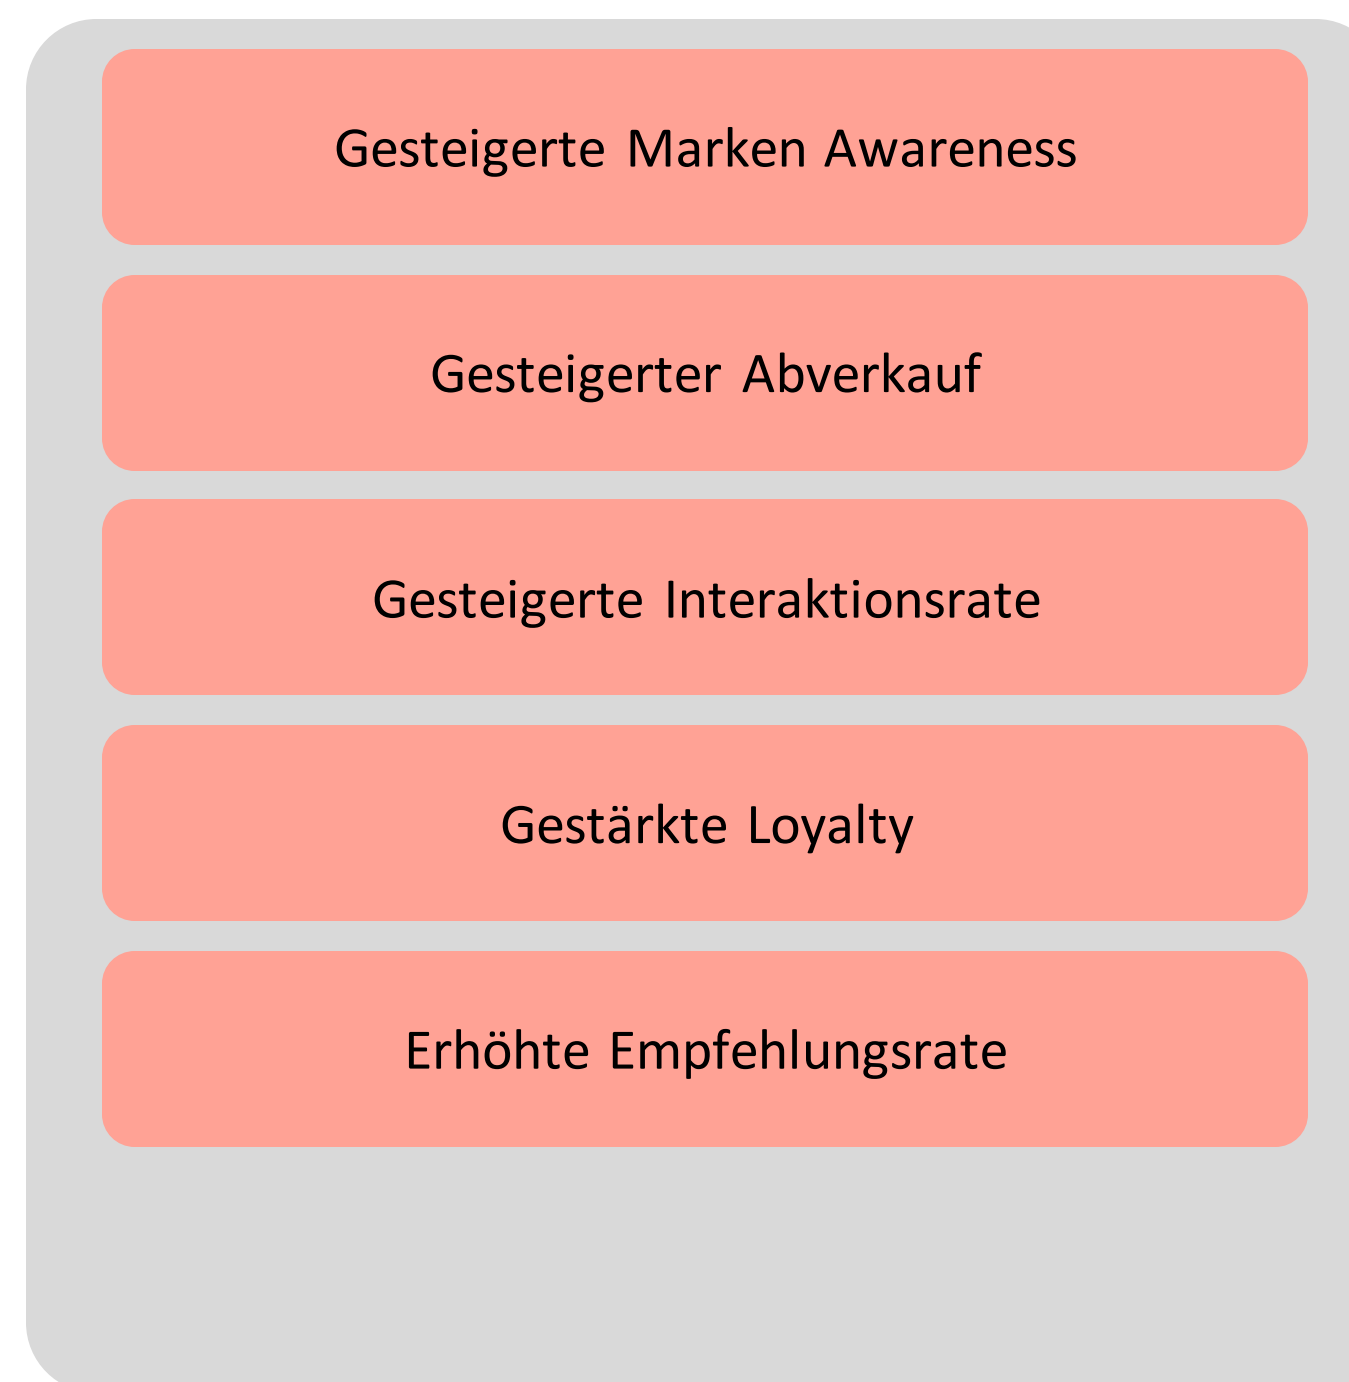 Gesteigerte Marken Awareness
Gesteigerter Abverkauf
Gesteigerte Interaktionsrate
Gestärkte Loyalty
Erhöhte Empfehlungsrate